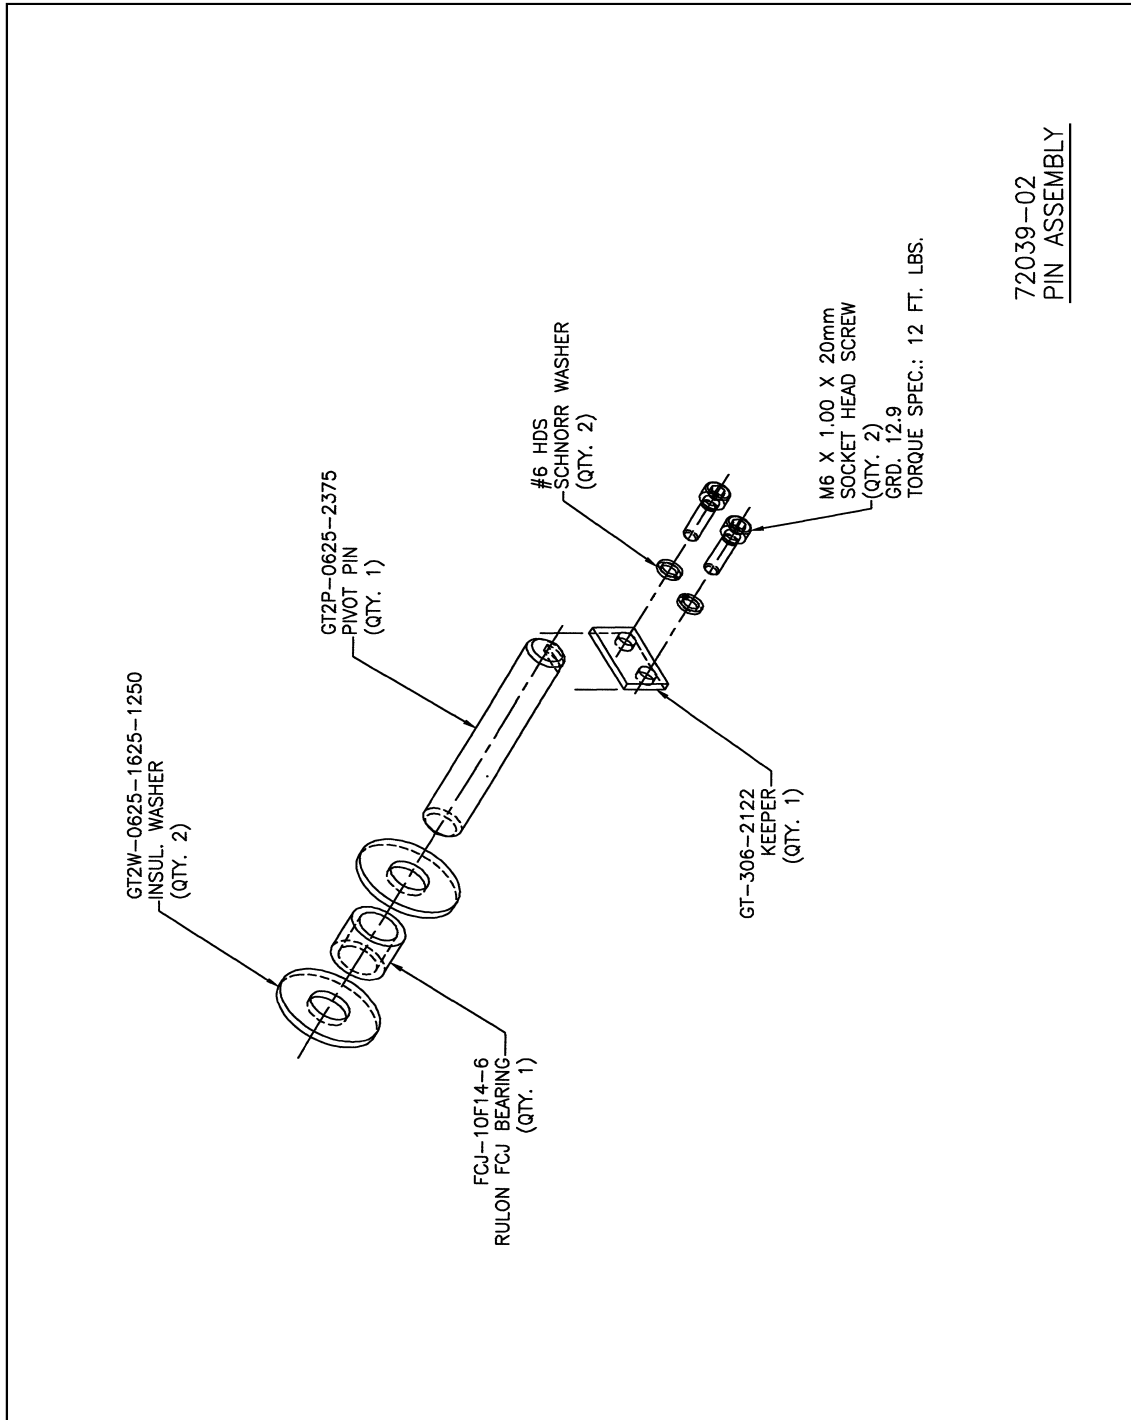 GT2W-0625-1625-1250
INSUL. WASHER
(QTY. 2)
GT2P-0625-2375
PIVOT PIN
(QTY. 1)
#6 HDS
SCHNORR WASHER
(QTY. 2)
M6 X 1.00 X 20mm
SOCKET HEAD SCREW
(QTY. 2)
GRD. 12.9
TORQUE SPEC.: 12 FT. LBS.
FCJ-10F14-6
RULON FCJ BEARING
(QTY. 1)
GT-306-2122
KEEPER
(QTY. 1)
72039-02
PIN ASSEMBLY